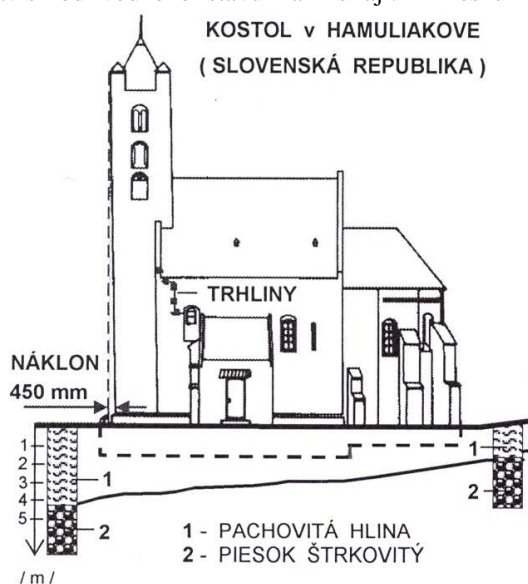 KOSTOL v HAMULIAKOVE
( SLOVENSKÁ REPUBLIKA )
TRHLINY
NÁKLON
450 mm
1
2
3
4
5
1
2
1
2
1 - PACHOVITÁ HLINA
2 - PIESOK ŠTRKOVITÝ
/ m /